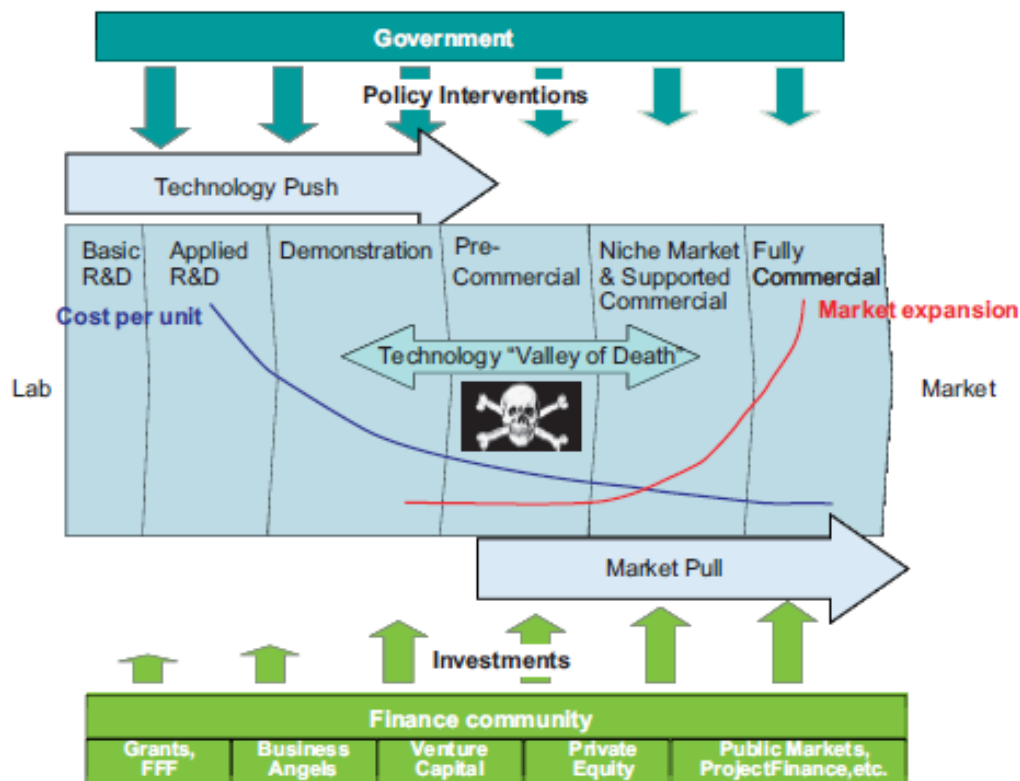 Government
Policy Interventions
Technology Push
Basic
R&D
Applied
R&D
Demonstration
Pre-
Commercial
Niche Market
& Supported
Commercial
Fully
Commercial
Cost per unit
Market expansion
Technology “Valley of Death”
Lab
Market
Market Pull
Investments
Finance community
Grants,
FFF
Business
Angels
Venture
Capital
Private
Equity
Public Markets,
ProjectFinance,etc.